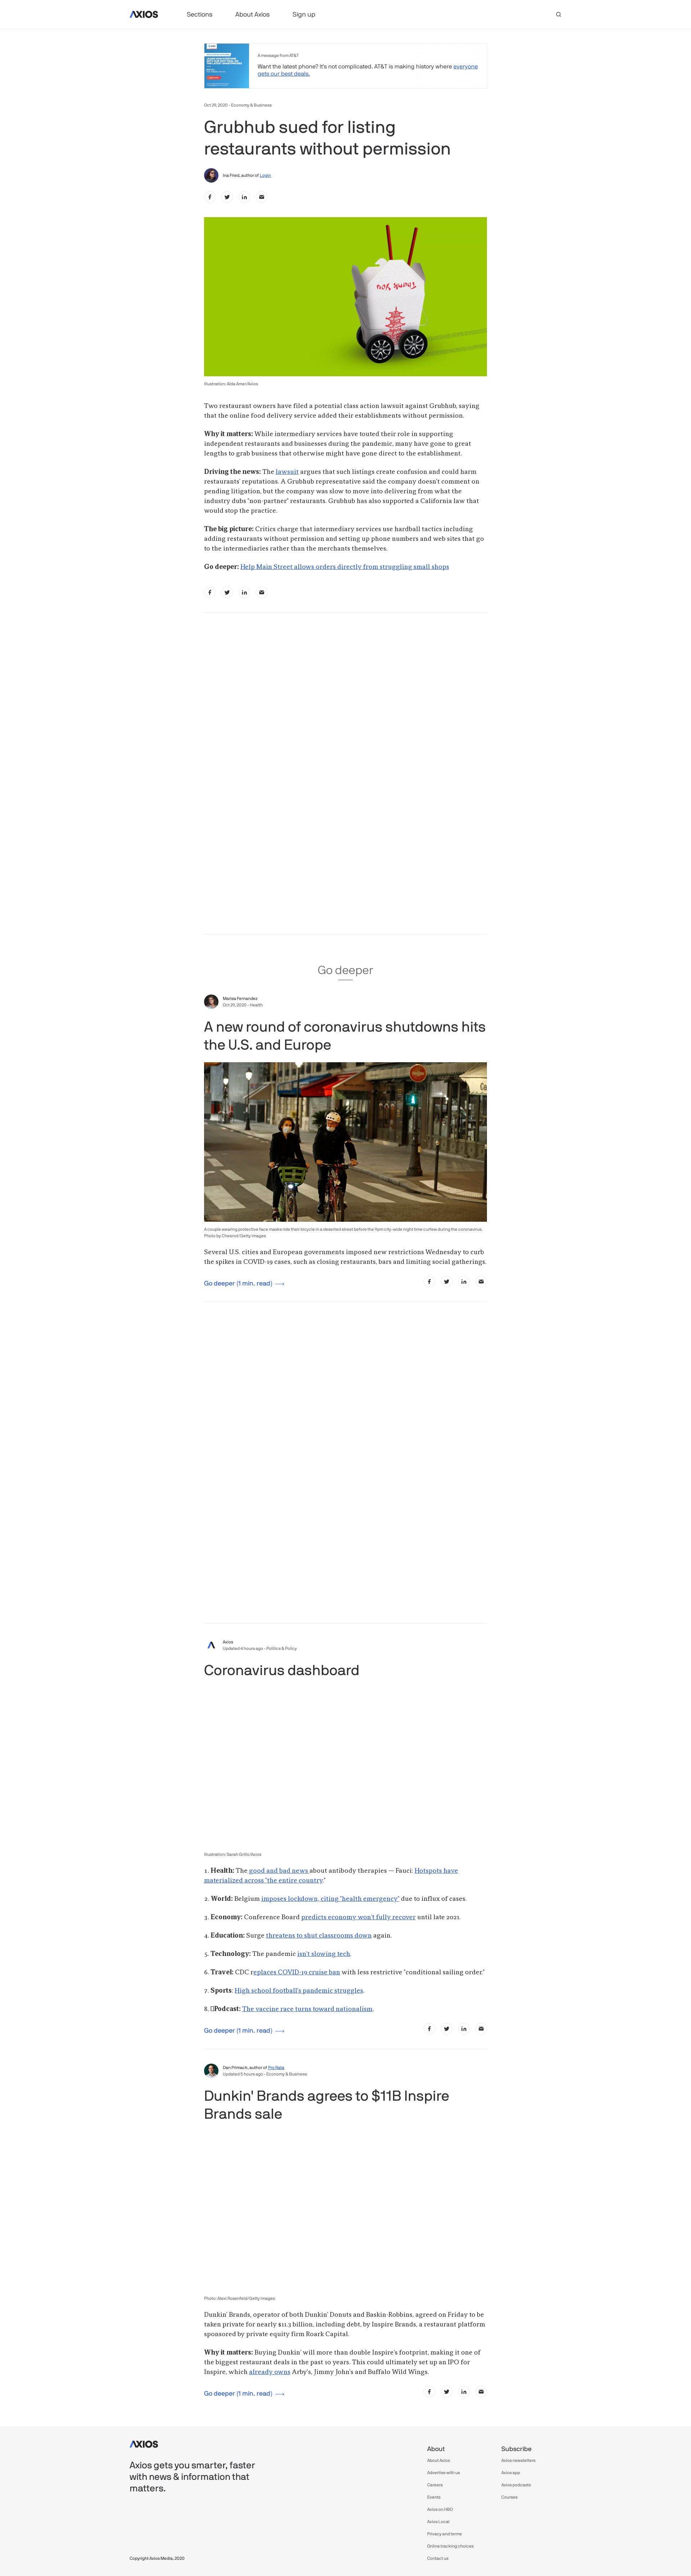 AXIOS
Sections
About Axios
Sign up
A message from AT&T
Want the latest phone? It's not complicated. AT&T is making history where everyone
gets our best deals.
Oct 29, 2020 - Economy & Business
Grubhub sued for listing
restaurants without permission
Ina Fried, author of Login
Illustration: Aïda Amer/Axios
Two restaurant owners have filed a potential class action lawsuit against Grubhub, saying
that the online food delivery service added their establishments without permission.
Why it matters: While intermediary services have touted their role in supporting
independent restaurants and businesses during the pandemic, many have gone to great
lengths to grab business that otherwise might have gone direct to the establishment.
Driving the news: The lawsuit argues that such listings create confusion and could harm
restaurants' reputations. A Grubhub representative said the company doesn't comment on
pending litigation, but the company was slow to move into delivering from what the
industry dubs "non-partner" restaurants. Grubhub has also supported a California law that
would stop the practice.
The big picture: Critics charge that intermediary services use hardball tactics including
adding restaurants without permission and setting up phone numbers and web sites that go
to the intermediaries rather than the merchants themselves.
Go deeper: Help Main Street allows orders directly from struggling small shops
Go deeper
Marisa Fernandez
Oct 29, 2020 - Health
A new round of coronavirus shutdowns hits
the U.S. and Europe
A couple wearing protective face masks ride their bicycle in a deserted street before the 9pm city-wide night time curfew during the coronavirus.
Photo by Chesnot/Getty Images
Several U.S. cities and European governments imposed new restrictions Wednesday to curb
the spikes in COVID-19 cases, such as closing restaurants, bars and limiting social gatherings.
Go deeper (1 min. read)
Axios
Updated 4 hours ago - Politics & Policy
Coronavirus dashboard
Illustration: Sarah Grillo/Axios
1. Health: The good and bad news about antibody therapies — Fauci: Hotspots have
materialized across "the entire country."
2. World: Belgium imposes lockdown, citing "health emergency" due to influx of cases.
3. Economy: Conference Board predicts economy won't fully recover until late 2021.
4. Education: Surge threatens to shut classrooms down again.
5. Technology: The pandemic isn't slowing tech.
6. Travel: CDC replaces COVID-19 cruise ban with less restrictive "conditional sailing order."
7. Sports: High school football's pandemic struggles.
8. Podcast: The vaccine race turns toward nationalism.
Go deeper (1 min. read)
Dan Primack, author of Pro Rata
Updated 5 hours ago - Economy & Business
Dunkin' Brands agrees to $11B Inspire
Brands sale
Photo: Alexi Rosenfeld/Getty Images
Dunkin' Brands, operator of both Dunkin' Donuts and Baskin-Robbins, agreed on Friday to be
taken private for nearly $11.3 billion, including debt, by Inspire Brands, a restaurant platform
sponsored by private equity firm Roark Capital.
Why it matters: Buying Dunkin' will more than double Inspire's footprint, making it one of
the biggest restaurant deals in the past 10 years. This could ultimately set up an IPO for
Inspire, which already owns Arby's, Jimmy John's and Buffalo Wild Wings.
Go deeper (1 min. read)
AXIOS
Axios gets you smarter, faster
with news & information that
matters.
About
About Axios
Advertise with us
Careers
Events
Axios on HBO
Axios Local
Privacy and terms
Online tracking choices
Contact us
Subscribe
Axios newsletters
Axios app
Axios podcasts
Courses
Copyright Axios Media, 2020